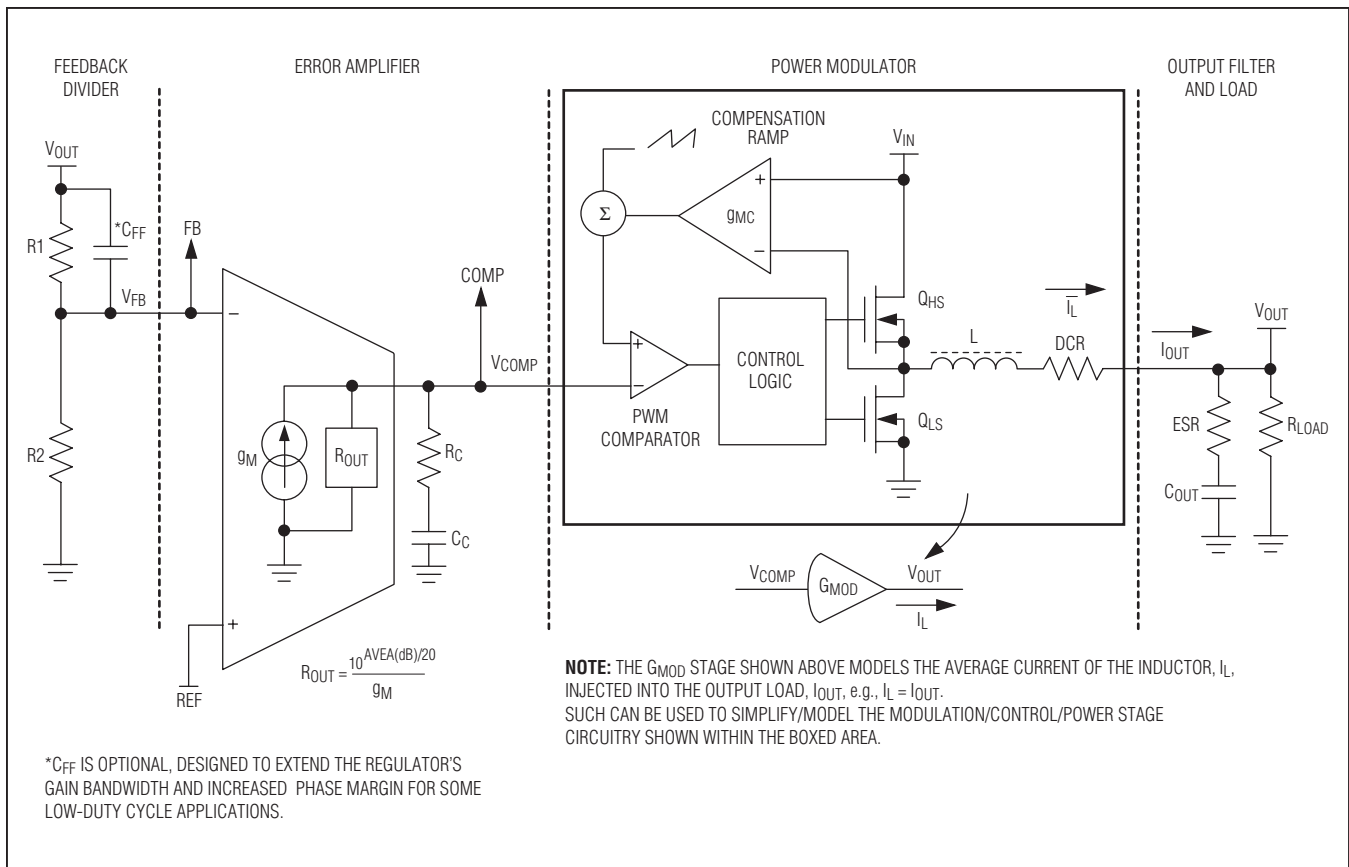 FEEDBACK
DIVIDER
ERROR AMPLIFIER
POWER MODULATOR
OUTPUT FILTER
AND LOAD
VOUT
R1
*CFF
VFB
R2
FB
−
gM
ROUT
+
REF
ROUT = 10^AVEA(dB)/20
gM
COMP
VCOMP
RC
CC
COMPENSATION
RAMP
Σ
gMC
+
−
VIN
+
−
PWM
COMPARATOR
CONTROL
LOGIC
QHS
QLS
L
IL
DCR
IOUT
VOUT
ESR
COUT
RLOAD
VCOMP
GMOD
VOUT
IL
NOTE: THE GMOD STAGE SHOWN ABOVE MODELS THE AVERAGE CURRENT OF THE INDUCTOR, IL,
INJECTED INTO THE OUTPUT LOAD, IOUT, e.g., IL = IOUT.
SUCH CAN BE USED TO SIMPLIFY/MODEL THE MODULATION/CONTROL/POWER STAGE
CIRCUITRY SHOWN WITHIN THE BOXED AREA.
*CFF IS OPTIONAL, DESIGNED TO EXTEND THE REGULATOR'S
GAIN BANDWIDTH AND INCREASED PHASE MARGIN FOR SOME
LOW-DUTY CYCLE APPLICATIONS.